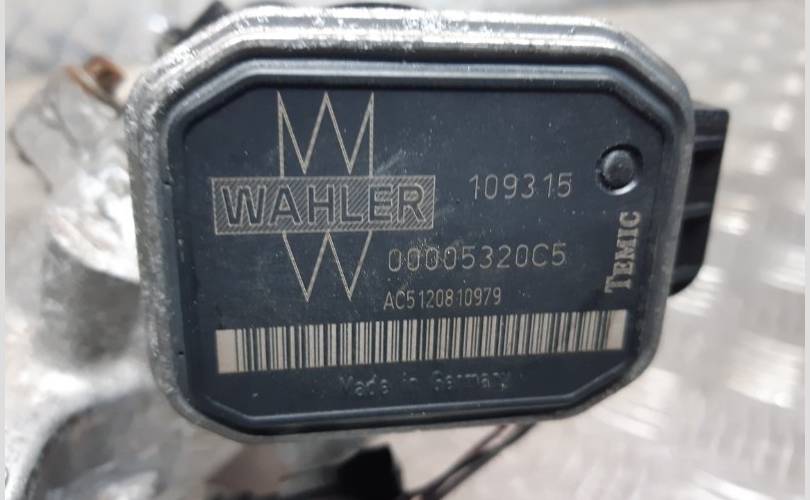 WAHLER
109315
00005320C5
AC5120810979
TEMIC
Made in Germany